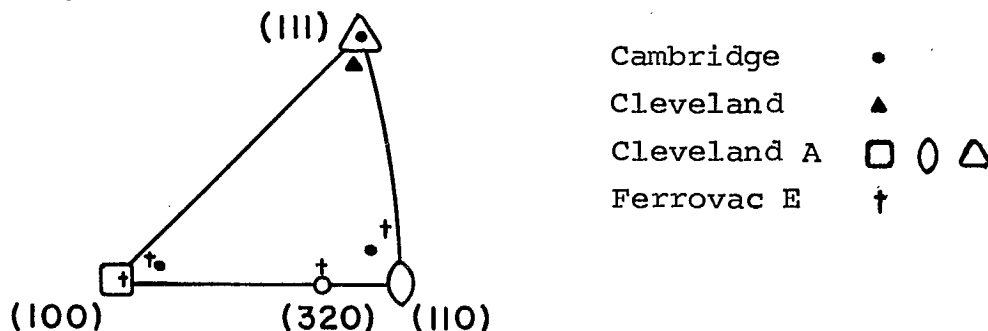 (111)
Cambridge
Cleveland
Cleveland A
Ferrovac E
(100)
(320)
(110)